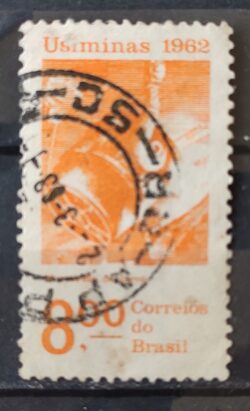 Usiminas 1962
8,00 Correios
do
Brasil